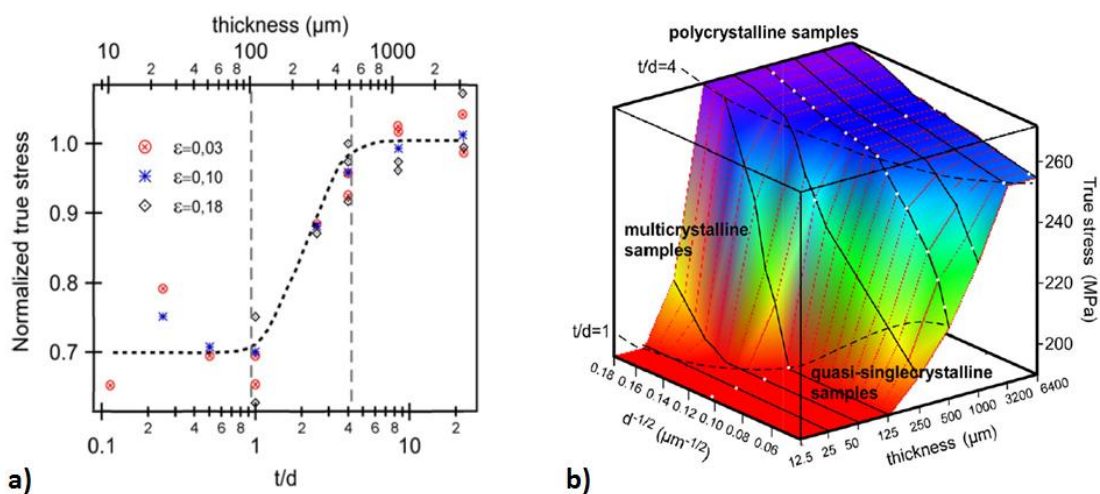 thickness (µm)
10 2 4 6 8 100 2 4 6 8 1000 2
Normalized true stress
1.0
0.9
0.8
0.7
ε=0,03
ε=0,10
ε=0,18
0.1 2 4 6 8 1 2 4 6 8 10 2
t/d
a)
polycrystalline samples
t/d=4
multicrystalline
samples
t/d=1
quasi-singlecrystalline
samples
260
240
220
200
True stress (MPa)
0.18 0.16 0.14 0.12 0.10 0.08 0.06
d-1/2 (µm-1/2)
12.5 25 50 125 250 500 1000 3200 6400
thickness (µm)
b)